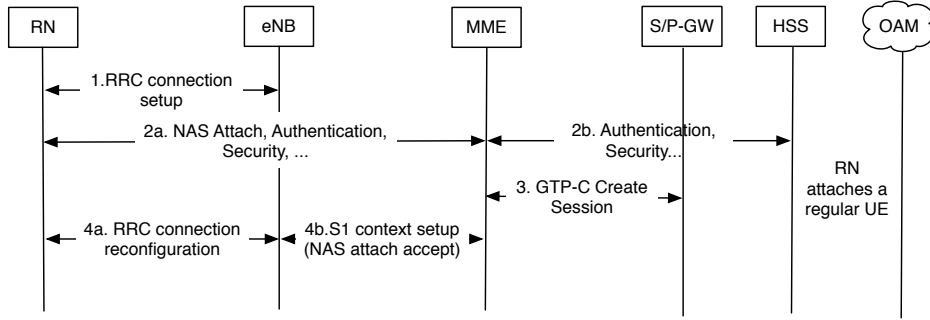 RN
eNB
MME
S/P-GW
HSS
OAM
1.RRC connection
setup
2a. NAS Attach, Authentication,
Security, ...
2b. Authentication,
Security...
3. GTP-C Create
Session
RN
attaches a
regular UE
4a. RRC connection
reconfiguration
4b.S1 context setup
(NAS attach accept)